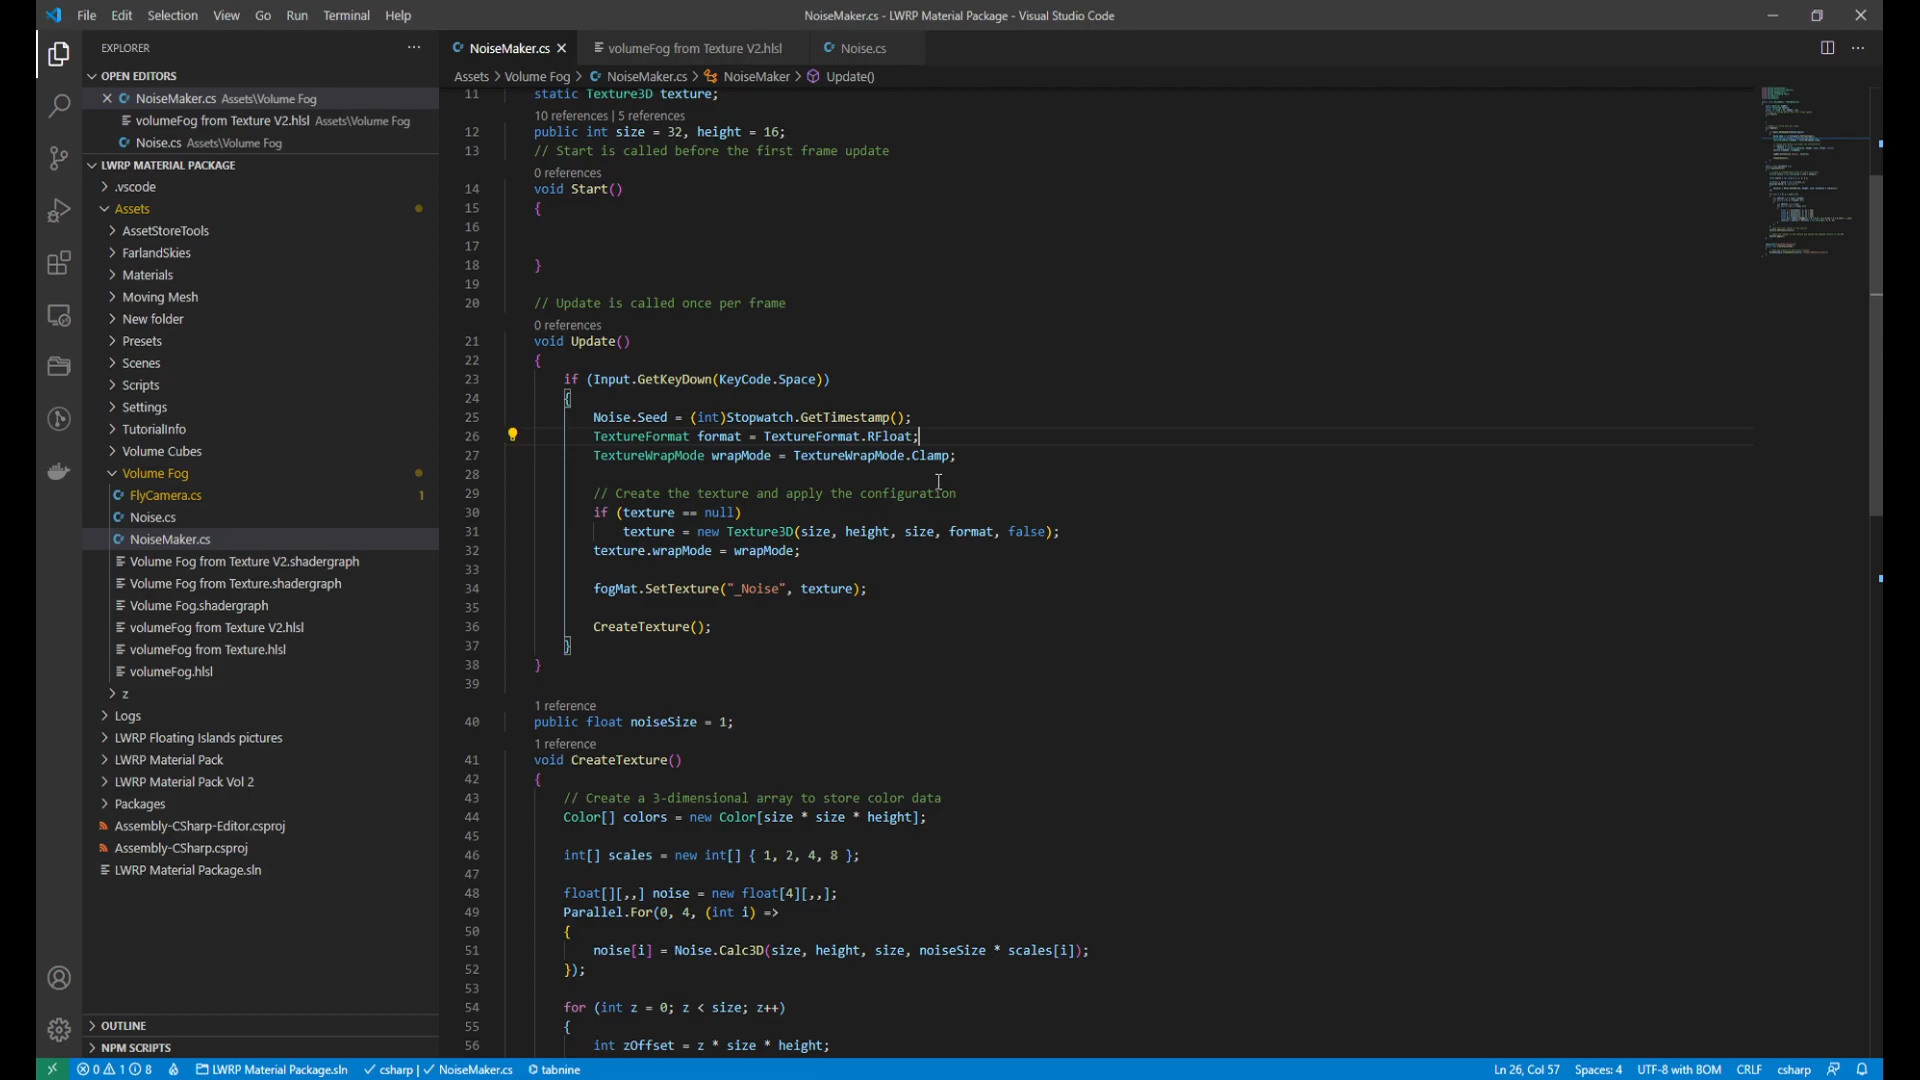 File Edit Selection View Go Run Terminal Help
NoiseMaker.cs - LWRP Material Package - Visual Studio Code
EXPLORER
OPEN EDITORS
NoiseMaker.cs Assets\Volume Fog
volumeFog from Texture V2.hlsl Assets\Volume Fog
Noise.cs Assets\Volume Fog
LWRP MATERIAL PACKAGE
.vscode
Assets
AssetStoreTools
FarlandSkies
Materials
Moving Mesh
New folder
Presets
Scenes
Scripts
Settings
TutorialInfo
Volume Cubes
Volume Fog
FlyCamera.cs 1
Noise.cs
NoiseMaker.cs
Volume Fog from Texture V2.shadergraph
Volume Fog from Texture.shadergraph
Volume Fog.shadergraph
volumeFog from Texture V2.hlsl
volumeFog from Texture.hlsl
volumeFog.hlsl
z
Logs
LWRP Floating Islands pictures
LWRP Material Pack
LWRP Material Pack Vol 2
Packages
Assembly-CSharp-Editor.csproj
Assembly-CSharp.csproj
LWRP Material Package.sln
OUTLINE
NPM SCRIPTS
NoiseMaker.cs volumeFog from Texture V2.hlsl Noise.cs
Assets > Volume Fog > NoiseMaker.cs > NoiseMaker > Update()
11 static Texture3D texture;
10 references | 5 references
12 public int size = 32, height = 16;
13 // Start is called before the first frame update
0 references
14 void Start()
15 {
16
17
18 }
19
20 // Update is called once per frame
0 references
21 void Update()
22 {
23 if (Input.GetKeyDown(KeyCode.Space))
24 {
25 Noise.Seed = (int)Stopwatch.GetTimestamp();
26 TextureFormat format = TextureFormat.RFloat;
27 TextureWrapMode wrapMode = TextureWrapMode.Clamp;
28
29 // Create the texture and apply the configuration
30 if (texture == null)
31 texture = new Texture3D(size, height, size, format, false);
32 texture.wrapMode = wrapMode;
33
34 fogMat.SetTexture("_Noise", texture);
35
36 CreateTexture();
37 }
38 }
39
1 reference
40 public float noiseSize = 1;
1 reference
41 void CreateTexture()
42 {
43 // Create a 3-dimensional array to store color data
44 Color[] colors = new Color[size * size * height];
45
46 int[] scales = new int[] { 1, 2, 4, 8 };
47
48 float[][,,] noise = new float[4][,,];
49 Parallel.For(0, 4, (int i) =>
50 {
51 noise[i] = Noise.Calc3D(size, height, size, noiseSize * scales[i]);
52 });
53
54 for (int z = 0; z < size; z++)
55 {
56 int zOffset = z * size * height;
0 1 8 LWRP Material Package.sln csharp | NoiseMaker.cs tabnine Ln 26, Col 57 Spaces: 4 UTF-8 with BOM CRLF csharp